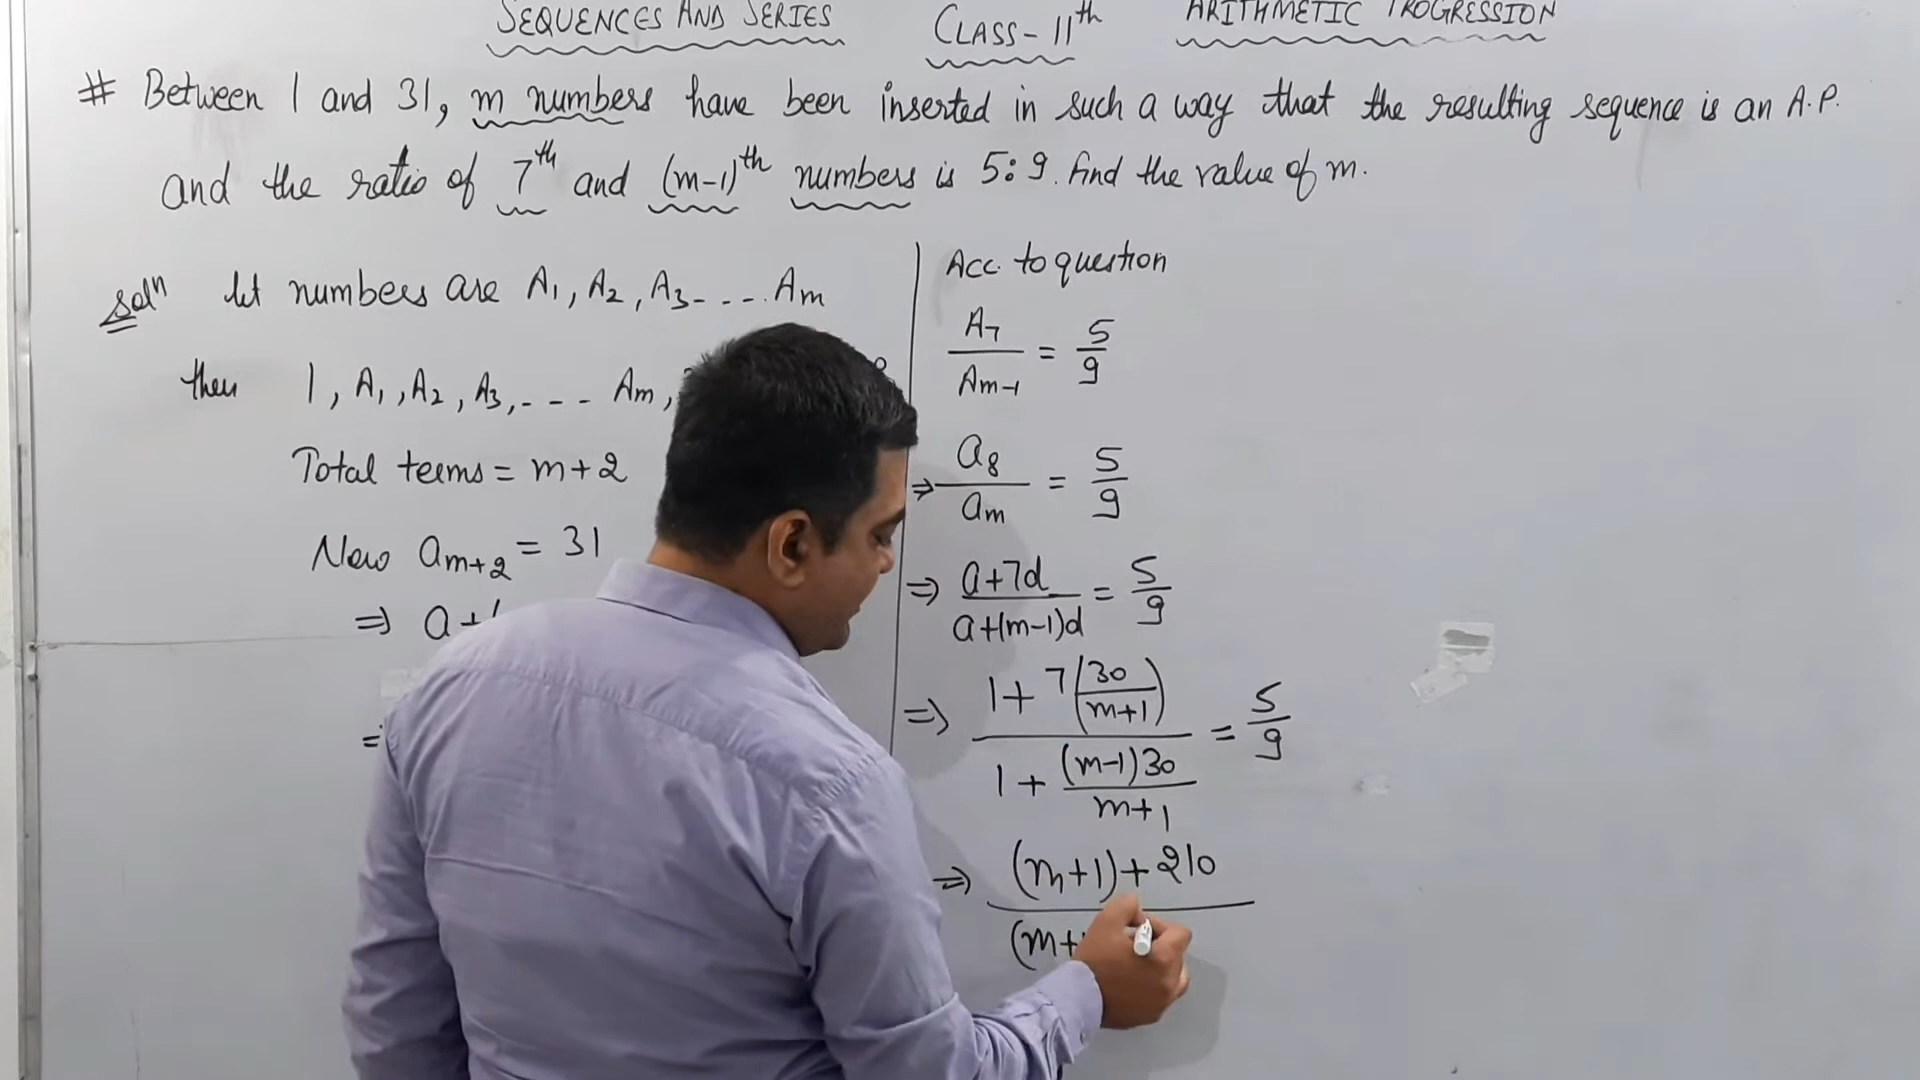 SEQUENCES AND SERIES CLASS-11th ARITHMETIC PROGRESSION
# Between 1 and 31, m numbers have been inserted in such a way that the resulting sequence is an A.P.
and the ratio of 7th and (m-1)th numbers is 5:9. find the value of m.
Solⁿ let numbers are A₁, A₂, A₃ - - - . Am
then 1, A₁, A₂, A₃, - - - Am,
Total terms = m+2
New a_{m+2} = 31
⇒ a+
=
Acc. to question
A₇/A_{m-1} = 5/9
⇒ a₈/a_m = 5/9
⇒ (a+7d)/(a+(m-1)d) = 5/9
⇒ (1+7(30/(m+1)))/(1+((m-1)30)/(m+1)) = 5/9
⇒ (m+1)+210
(m+